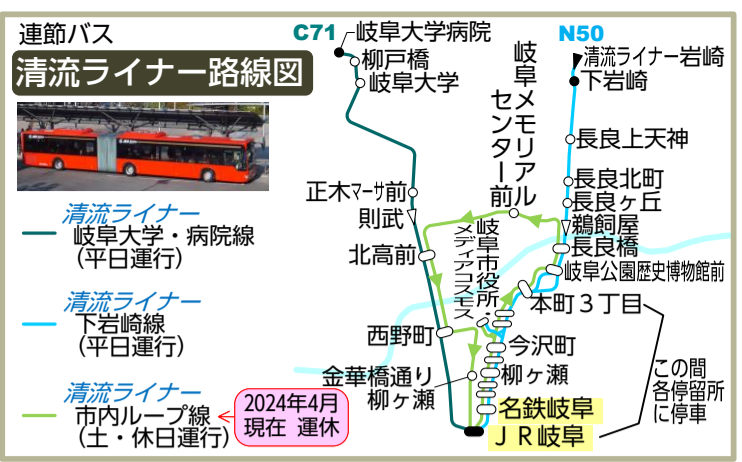 連節バス
清流ライナー路線図
清流ライナー
岐阜大学・病院線
(平日運行)
清流ライナー
下岩崎線
(平日運行)
清流ライナー
市内ループ線
(土・休日運行)
2024年4月
現在 運休
C71
岐阜大学病院
柳戸橋
岐阜大学
正木マーサ前
則武
北高前
西野町
金華橋通り
柳ヶ瀬
岐阜メモリアル
センター前
岐阜市役所・
メディアコスモス
N50
清流ライナー岩崎
下岩崎
長良上天神
長良北町
長良ヶ丘
鵜飼屋
長良橋
岐阜公園歴史博物館前
本町３丁目
今沢町
柳ヶ瀬
名鉄岐阜
ＪＲ岐阜
この間
各停留所
に停車